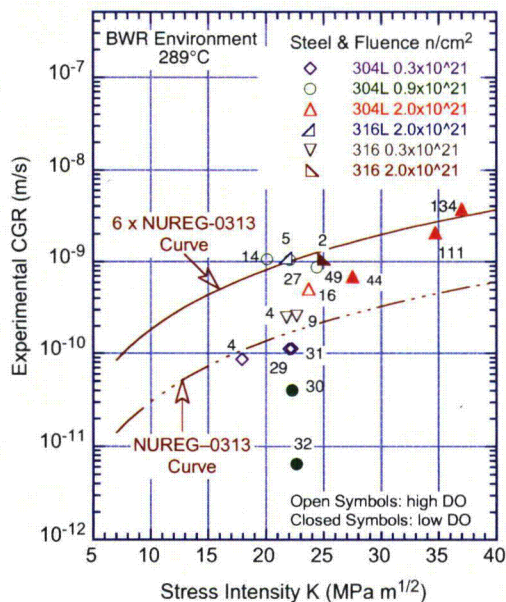 BWR Environment
289°C
Steel & Fluence n/cm²
304L 0.3x10^21
304L 0.9x10^21
304L 2.0x10^21
316L 2.0x10^21
316 0.3x10^21
316 2.0x10^21
10⁻⁷
10⁻⁸
10⁻⁹
10⁻¹⁰
10⁻¹¹
10⁻¹²
Experimental CGR (m/s)
6 x NUREG-0313
Curve
134
111
14
5
2
27
49
44
16
4
9
4
31
29
30
32
NUREG–0313
Curve
Open Symbols: high DO
Closed Symbols: low DO
5
10
15
20
25
30
35
40
Stress Intensity K (MPa m¹ᐟ²)